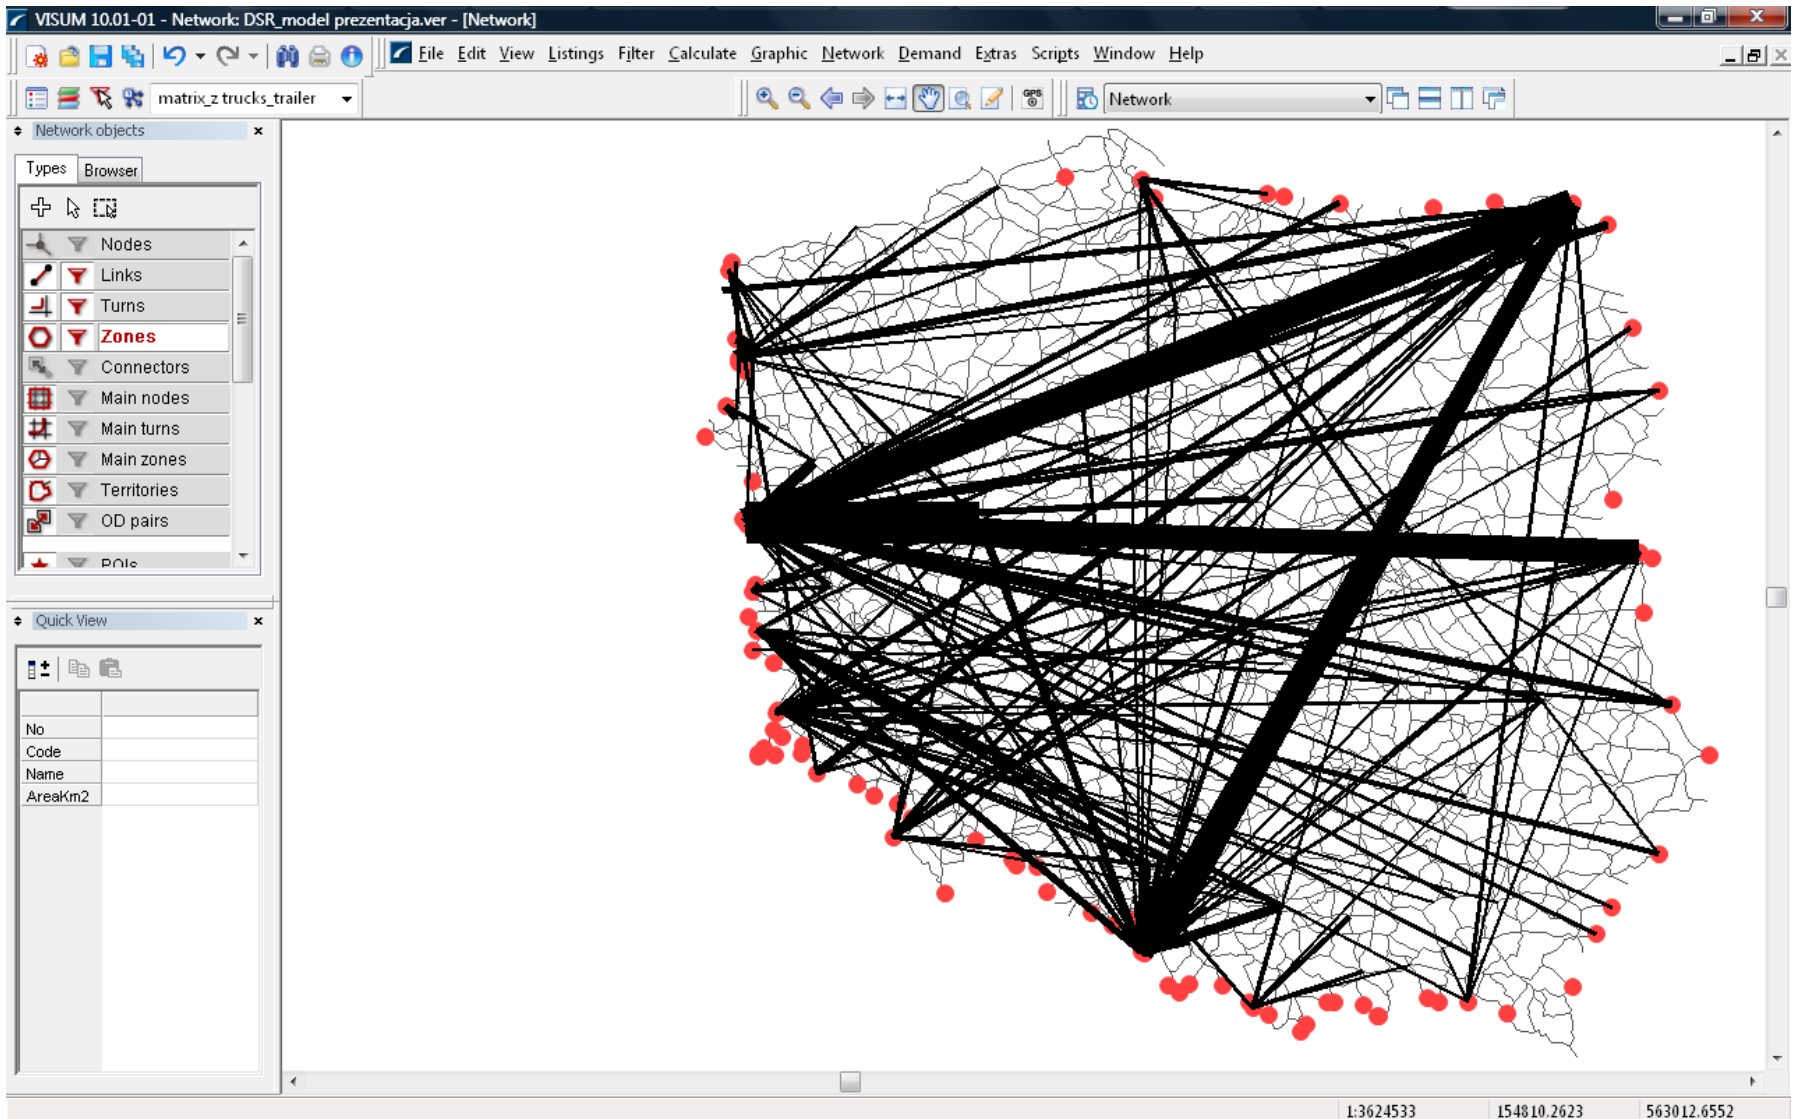 VISUM 10.01-01 - Network: DSR_model prezentacja.ver - [Network]
File Edit View Listings Filter Calculate Graphic Network Demand Extras Scripts Window Help
matrix_z trucks_trailer
GPS
Network
Network objects
Types Browser
Nodes
Links
Turns
Zones
Connectors
Main nodes
Main turns
Main zones
Territories
OD pairs
POIs
Quick View
No
Code
Name
AreaKm2
1:3624533 154810.2623 563012.6552